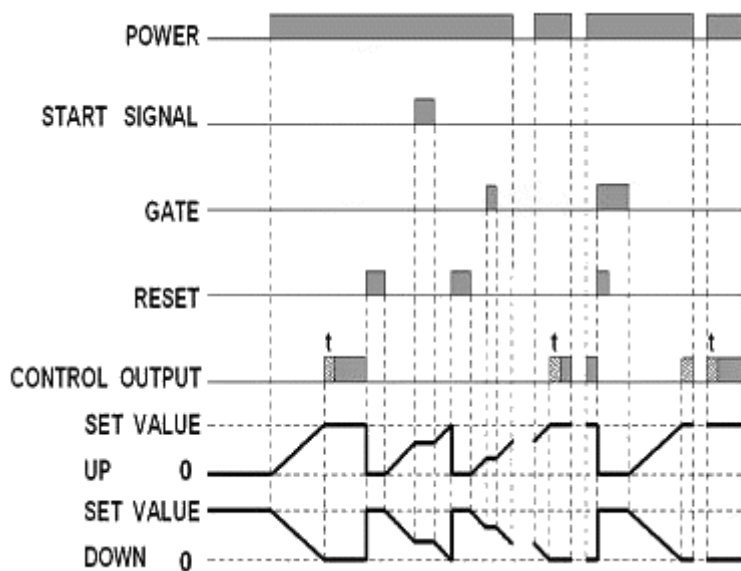 POWER
START SIGNAL
GATE
RESET
t t t
CONTROL OUTPUT
SET VALUE
UP 0
SET VALUE
DOWN 0